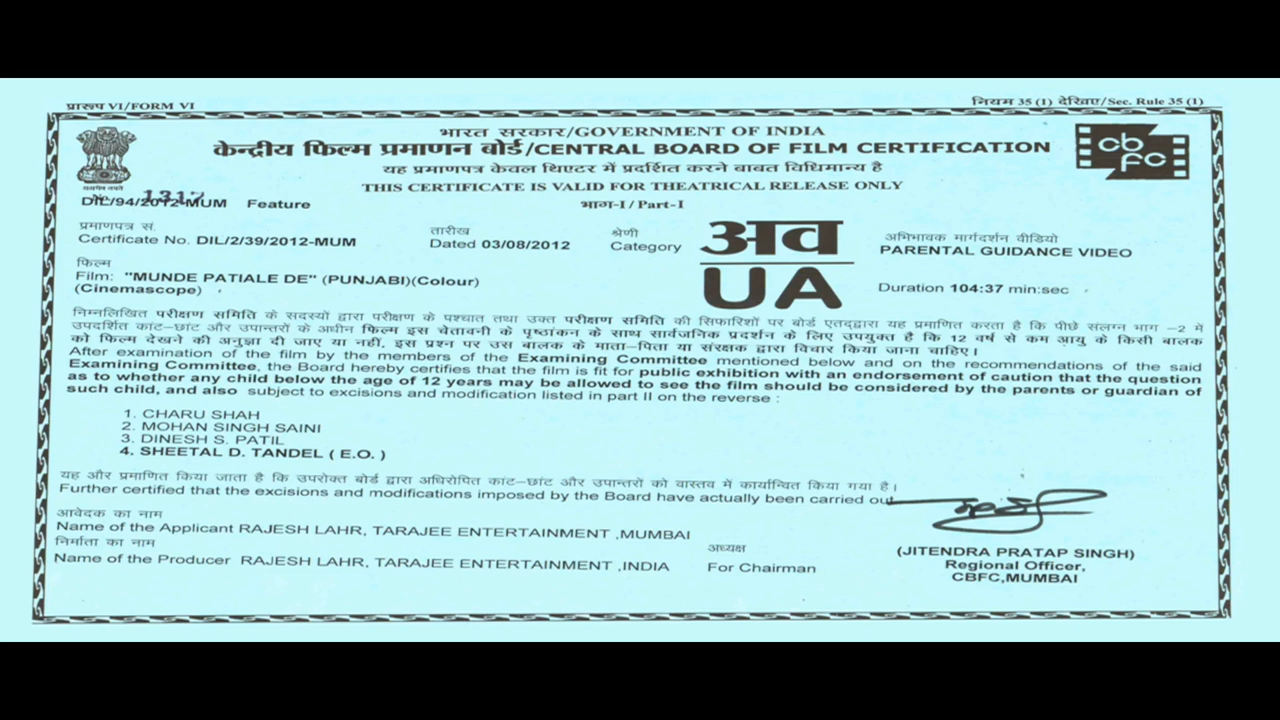 प्रारूप VI/FORM VI
नियम 35 (1) देखिए/Sec. Rule 35 (1)
भारत सरकार/GOVERNMENT OF INDIA
केन्द्रीय फिल्म प्रमाणन बोर्ड/CENTRAL BOARD OF FILM CERTIFICATION
cb fc
यह प्रमाणपत्र केवल थिएटर में प्रदर्शित करने बाबत विधिमान्य है
THIS CERTIFICATE IS VALID FOR THEATRICAL RELEASE ONLY
सत्यमेव जयते
No. 1317
DIL/94/2012-MUM Feature
भाग-I / Part-I
प्रमाणपत्र सं.
Certificate No. DIL/2/39/2012-MUM
तारीख
Dated 03/08/2012
श्रेणी
Category
अव
UA
अभिभावक मार्गदर्शन वीडियो
PARENTAL GUIDANCE VIDEO
फिल्म
Film: "MUNDE PATIALE DE" (PUNJABI)(Colour)
(Cinemascope)
Duration 104:37 min:sec
निम्नलिखित परीक्षण समिति के सदस्यों द्वारा परीक्षण के पश्चात तथा उक्त परीक्षण समिति की सिफारिशों पर बोर्ड एतद्द्वारा यह प्रमाणित करता है कि पीछे संलग्न भाग -2 में
उपदर्शित कांट-छांट और उपान्तरों के अधीन फिल्म इस चेतावनी के पृष्ठांकन के साथ सार्वजनिक प्रदर्शन के लिए उपयुक्त है कि 12 वर्ष से कम आयु के किसी बालक
को फिल्म देखने की अनुज्ञा दी जाए या नहीं, इस प्रश्न पर उस बालक के माता-पिता या संरक्षक द्वारा विचार किया जाना चाहिए।
After examination of the film by the members of the Examining Committee mentioned below and on the recommendations of the said
Examining Committee, the Board hereby certifies that the film is fit for public exhibition with an endorsement of caution that the question
as to whether any child below the age of 12 years may be allowed to see the film should be considered by the parents or guardian of
such child, and also subject to excisions and modification listed in part II on the reverse :
1. CHARU SHAH
2. MOHAN SINGH SAINI
3. DINESH S. PATIL
4. SHEETAL D. TANDEL ( E.O. )
यह और प्रमाणित किया जाता है कि उपरोक्त बोर्ड द्वारा अधिरोपित कांट-छांट और उपान्तरों को वास्तव में कार्यान्वित किया गया है।
Further certified that the excisions and modifications imposed by the Board have actually been carried out
आवेदक का नाम
Name of the Applicant RAJESH LAHR, TARAJEE ENTERTAINMENT ,MUMBAI
निर्माता का नाम
Name of the Producer RAJESH LAHR, TARAJEE ENTERTAINMENT ,INDIA
अध्यक्ष
For Chairman
(JITENDRA PRATAP SINGH)
Regional Officer,
CBFC,MUMBAI